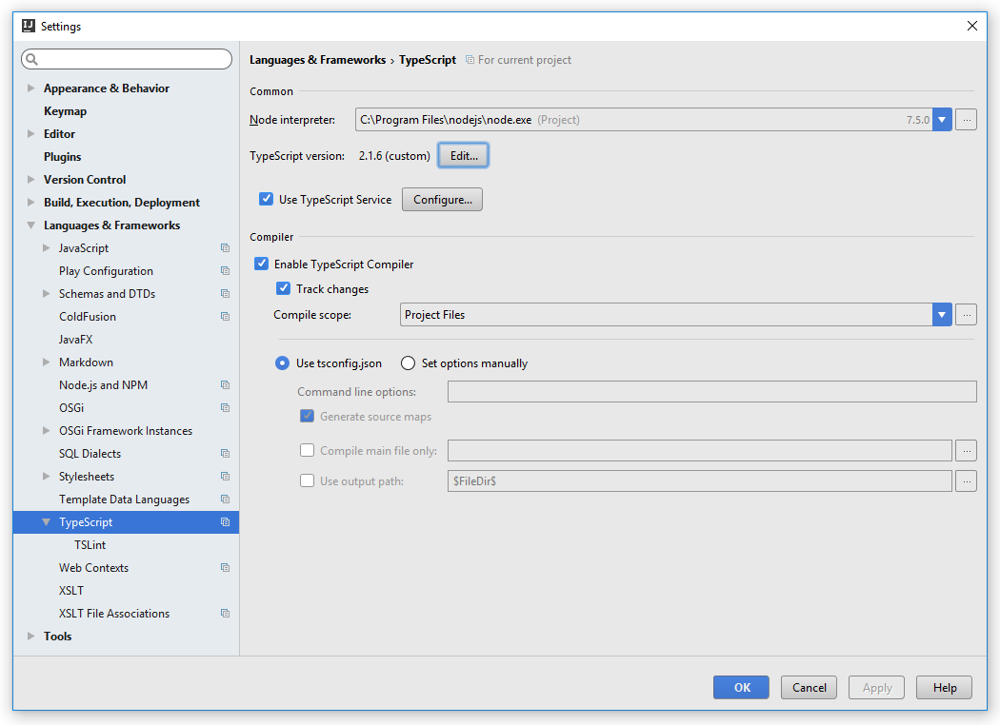 IJ Settings
Appearance & Behavior
Keymap
Editor
Plugins
Version Control
Build, Execution, Deployment
Languages & Frameworks
JavaScript
Play Configuration
Schemas and DTDs
ColdFusion
JavaFX
Markdown
Node.js and NPM
OSGi
OSGi Framework Instances
SQL Dialects
Stylesheets
Template Data Languages
TypeScript
TSLint
Web Contexts
XSLT
XSLT File Associations
Tools
Languages & Frameworks › TypeScript For current project
Common
Node interpreter: C:\Program Files\nodejs\node.exe (Project) 7.5.0 ...
TypeScript version: 2.1.6 (custom) Edit...
Use TypeScript Service Configure...
Compiler
Enable TypeScript Compiler
Track changes
Compile scope: Project Files ...
Use tsconfig.json Set options manually
Command line options:
Generate source maps
Compile main file only: ...
Use output path: $FileDir$ ...
OK Cancel Apply Help